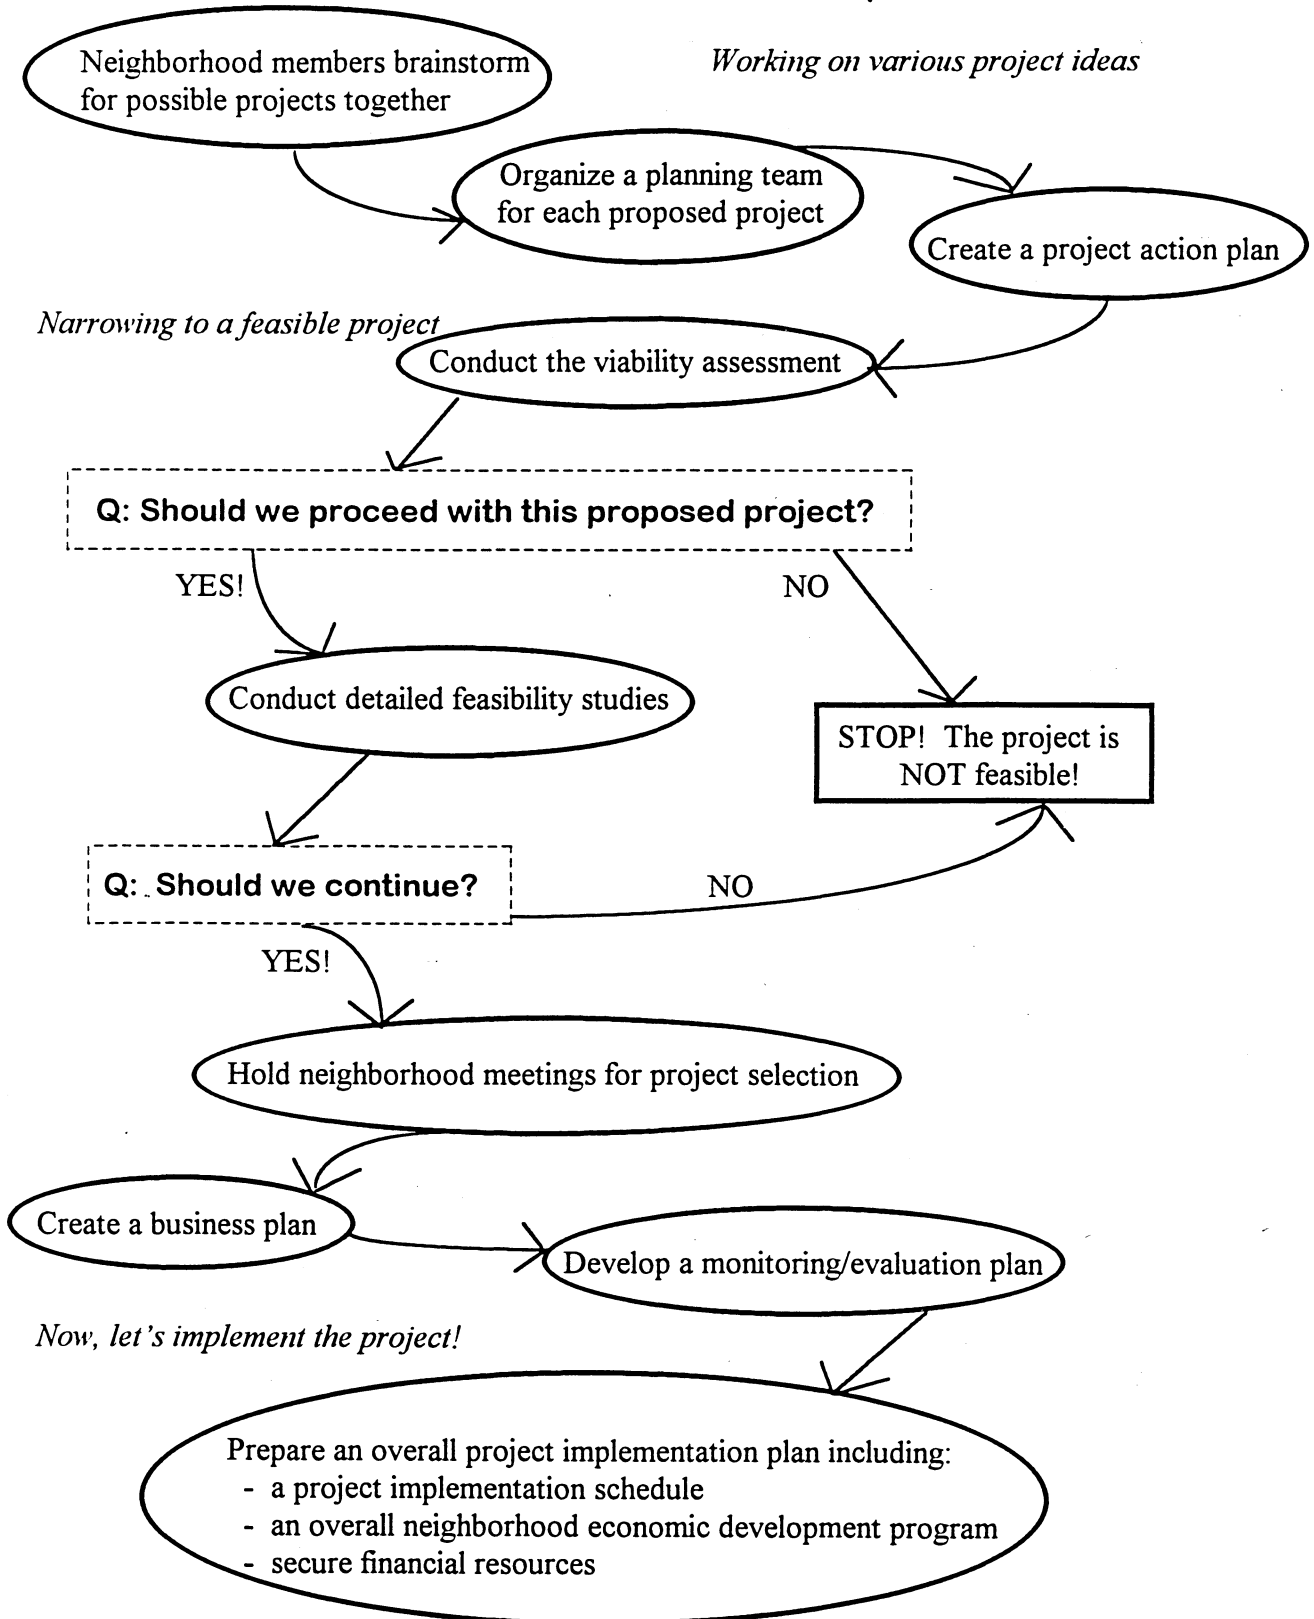 Neighborhood members brainstorm
for possible projects together
Working on various project ideas
Organize a planning team
for each proposed project
Create a project action plan
Narrowing to a feasible project
Conduct the viability assessment
Q: Should we proceed with this proposed project?
YES!
NO
Conduct detailed feasibility studies
STOP! The project is
NOT feasible!
Q: Should we continue?
NO
YES!
Hold neighborhood meetings for project selection
Create a business plan
Develop a monitoring/evaluation plan
Now, let's implement the project!
Prepare an overall project implementation plan including:
- a project implementation schedule
- an overall neighborhood economic development program
- secure financial resources